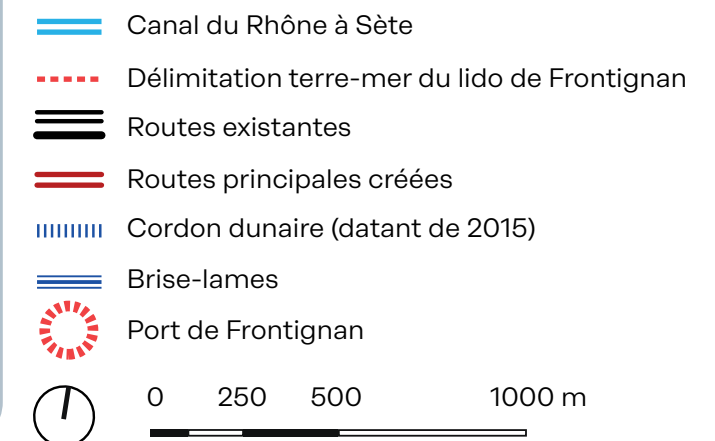 Canal du Rhône à Sète
Délimitation terre-mer du lido de Frontignan
Routes existantes
Routes principales créées
Cordon dunaire (datant de 2015)
Brise-lames
Port de Frontignan
0 250 500 1000 m